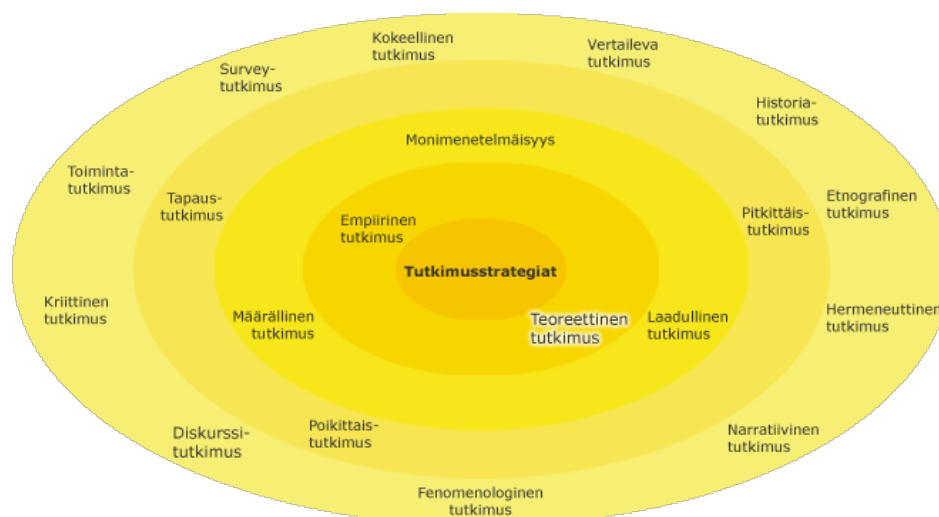 Kokeellinen
tutkimus
Vertaileva
tutkimus
Survey-
tutkimus
Historia-
tutkimus
Monimenetelmäisyys
Toiminta-
tutkimus
Tapaus-
tutkimus
Etnografinen
tutkimus
Pitkittäis-
tutkimus
Empiirinen
tutkimus
Tutkimusstrategiat
Kriittinen
tutkimus
Määrällinen
tutkimus
Teoreettinen
tutkimus
Laadullinen
tutkimus
Hermeneuttinen
tutkimus
Diskurssi-
tutkimus
Poikittais-
tutkimus
Narratiivinen
tutkimus
Fenomenologinen
tutkimus